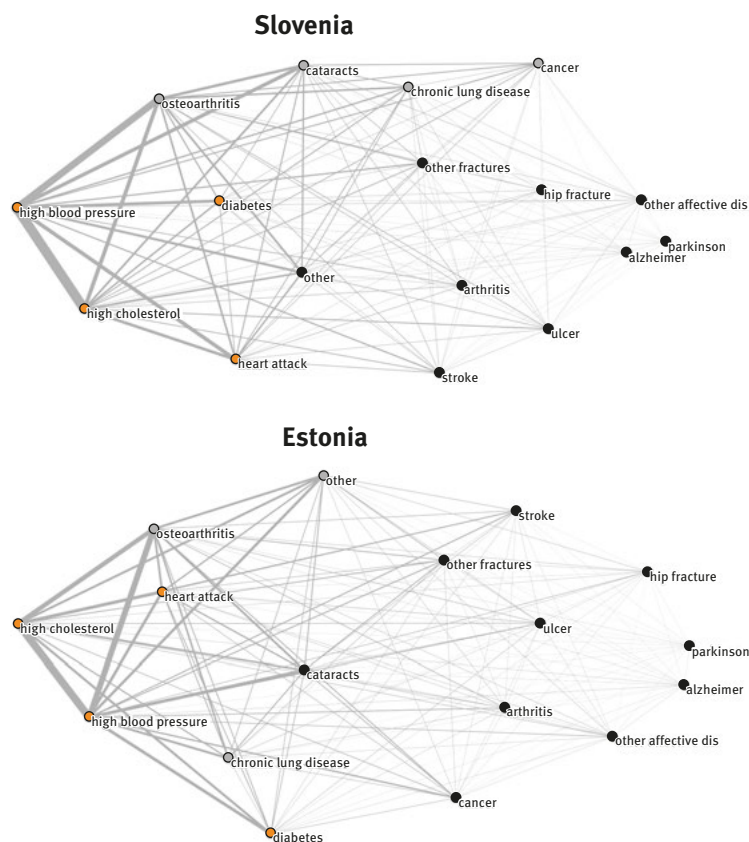 Slovenia
cataracts
cancer
chronic lung disease
osteoarthritis
other fractures
hip fracture
diabetes
other affective dis
high blood pressure
parkinson
alzheimer
other
arthritis
high cholesterol
ulcer
heart attack
stroke
Estonia
other
stroke
osteoarthritis
other fractures
hip fracture
heart attack
high cholesterol
ulcer
parkinson
cataracts
alzheimer
arthritis
high blood pressure
other affective dis
chronic lung disease
cancer
diabetes